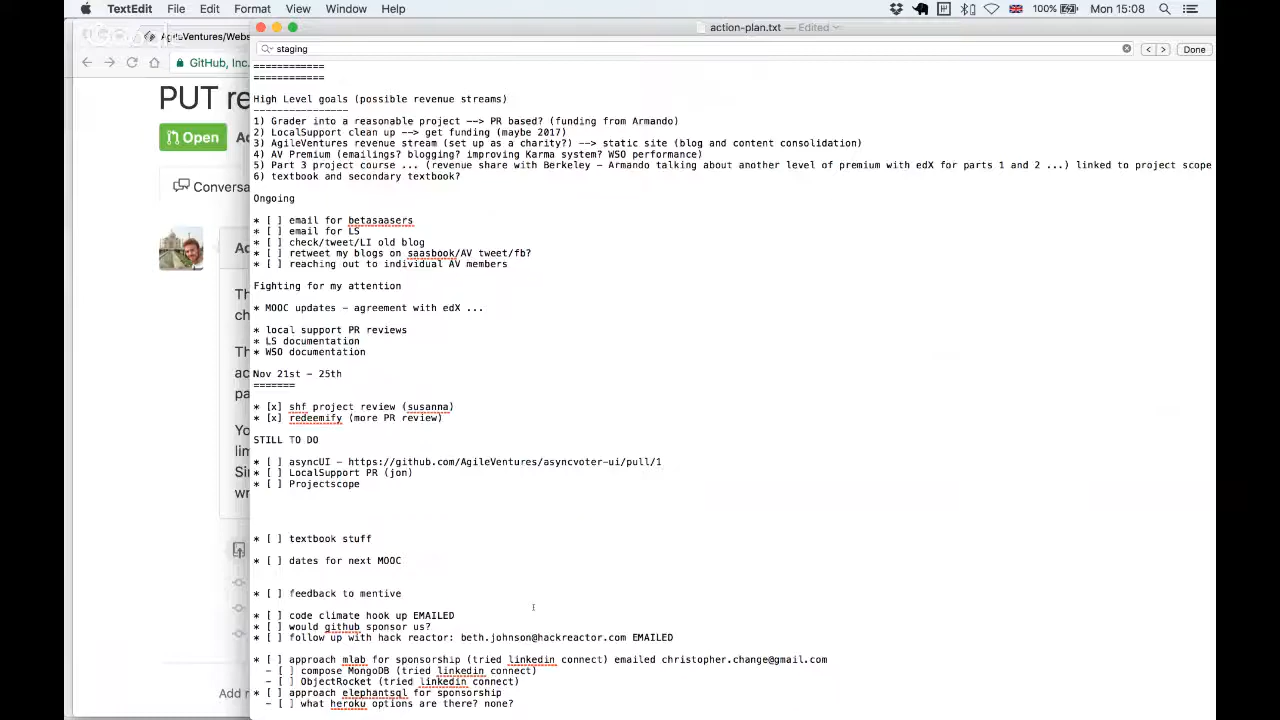 TextEdit File Edit Format View Window Help 100% Mon 15:08
AgileVentures/Webs
action-plan.txt — Edited
staging
Done
GitHub, Inc.
PUT re
Open
Conversa
Add m
============
============
High Level goals (possible revenue streams)
----------------
1) Grader into a reasonable project --> PR based? (funding from Armando)
2) LocalSupport clean up --> get funding (maybe 2017)
3) AgileVentures revenue stream (set up as a charity?) --> static site (blog and content consolidation)
4) AV Premium (emailings? blogging? improving Karma system? WSO performance)
5) Part 3 project course ... (revenue share with Berkeley - Armando talking about another level of premium with edX for parts 1 and 2 ...) linked to project scope
6) textbook and secondary textbook?
Ongoing
* [ ] email for betasaasers
* [ ] email for LS
* [ ] check/tweet/LI old blog
* [ ] retweet my blogs on saasbook/AV tweet/fb?
* [ ] reaching out to individual AV members
Fighting for my attention
* MOOC updates - agreement with edX ...
* local support PR reviews
* LS documentation
* WSO documentation
Nov 21st - 25th
=======
* [x] shf project review (susanna)
* [x] redeemify (more PR review)
STILL TO DO
* [ ] asyncUI - https://github.com/AgileVentures/asyncvoter-ui/pull/1
* [ ] LocalSupport PR (jon)
* [ ] Projectscope
* [ ] textbook stuff
* [ ] dates for next MOOC
* [ ] feedback to mentive
* [ ] code climate hook up EMAILED
* [ ] would github sponsor us?
* [ ] follow up with hack reactor: beth.johnson@hackreactor.com EMAILED
* [ ] approach mlab for sponsorship (tried linkedin connect) emailed christopher.change@gmail.com
- [ ] compose MongoDB (tried linkedin connect)
- [ ] ObjectRocket (tried linkedin connect)
* [ ] approach elephantsql for sponsorship
- [ ] what heroku options are there? none?